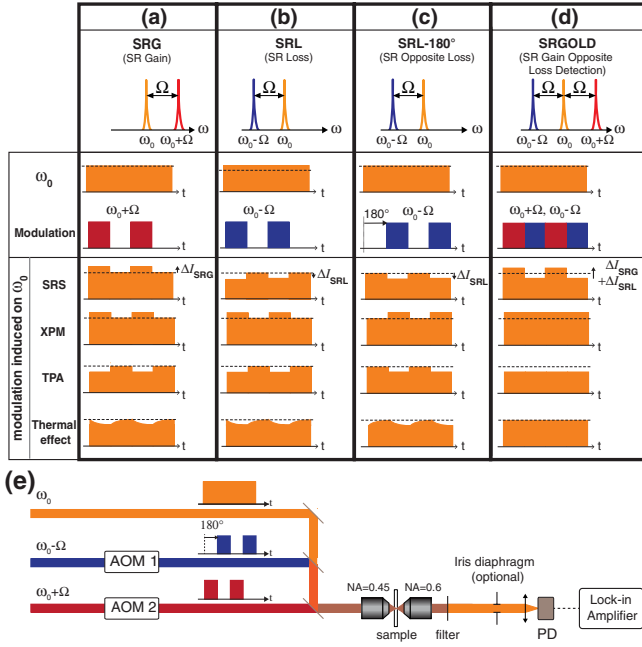 (a) (b) (c) (d)
SRG SRL SRL-180° SRGOLD
(SR Gain) (SR Loss) (SR Opposite Loss) (SR Gain Opposite
Loss Detection)
Ω Ω Ω Ω Ω
ω ω ω ω
ω₀ ω₀+Ω ω₀-Ω ω₀ ω₀-Ω ω₀ ω₀-Ω ω₀ ω₀+Ω
ω₀ t t t t
ω₀+Ω ω₀-Ω 180° ω₀-Ω ω₀+Ω, ω₀-Ω
Modulation t t t t
modulation induced on ω₀
SRS ΔI_SRG ΔI_SRL ΔI_SRL ΔI_SRG
+ΔI_SRL
t t t t
XPM t t t t
TPA t t t t
Thermal
effect t t t t
(e)
ω₀ t
180°
ω₀-Ω AOM 1 t
ω₀+Ω AOM 2 t
NA=0.45 NA=0.6
sample filter
Iris diaphragm
(optional)
PD
Lock-in
Amplifier